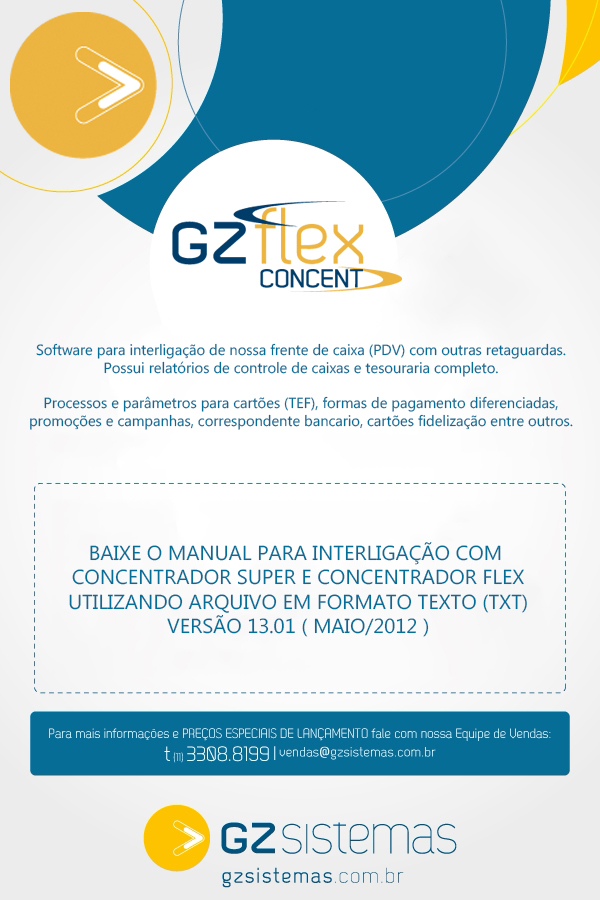 GZflex
CONCENT
Software para interligação de nossa frente de caixa (PDV) com outras retaguardas.
Possui relatórios de controle de caixas e tesouraria completo.
Processos e parâmetros para cartões (TEF), formas de pagamento diferenciadas,
promoções e campanhas, correspondente bancario, cartões fidelização entre outros.
BAIXE O MANUAL PARA INTERLIGAÇÃO COM
CONCENTRADOR SUPER E CONCENTRADOR FLEX
UTILIZANDO ARQUIVO EM FORMATO TEXTO (TXT)
VERSÃO 13.01 ( MAIO/2012 )
Para mais informações e PREÇOS ESPECIAIS DE LANÇAMENTO fale com nossa Equipe de Vendas:
t (11) 3308.8199 | vendas@gzsistemas.com.br
GZsistemas
gzsistemas.com.br